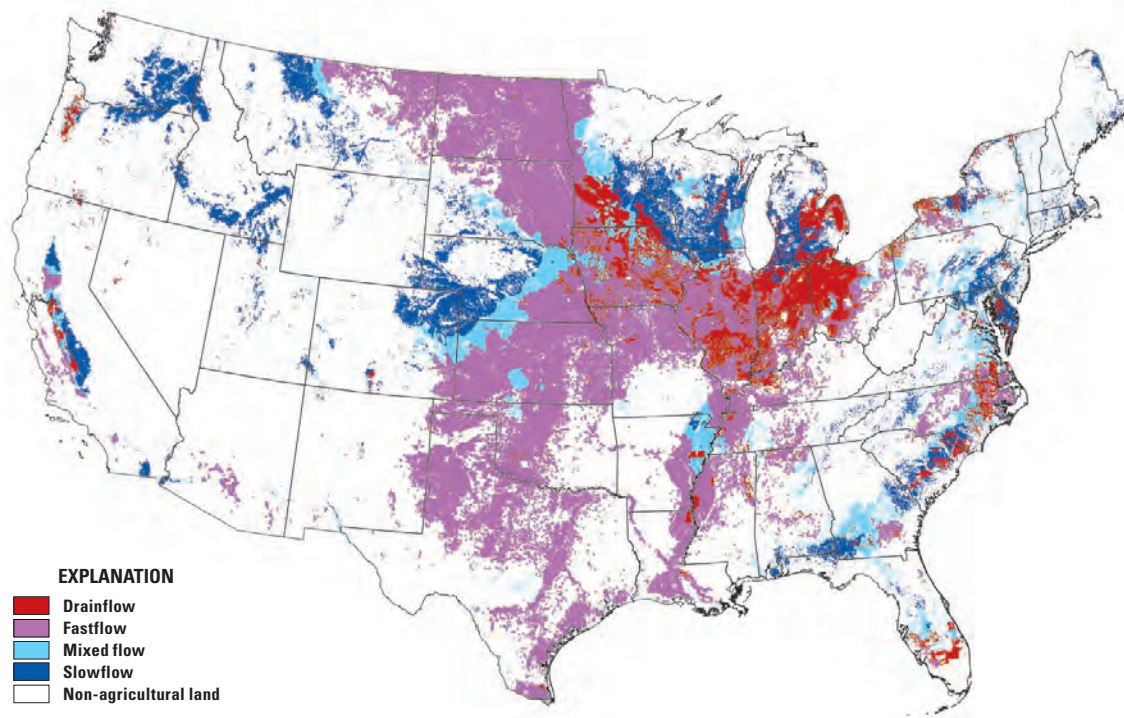 EXPLANATION
Drainflow
Fastflow
Mixed flow
Slowflow
Non-agricultural land